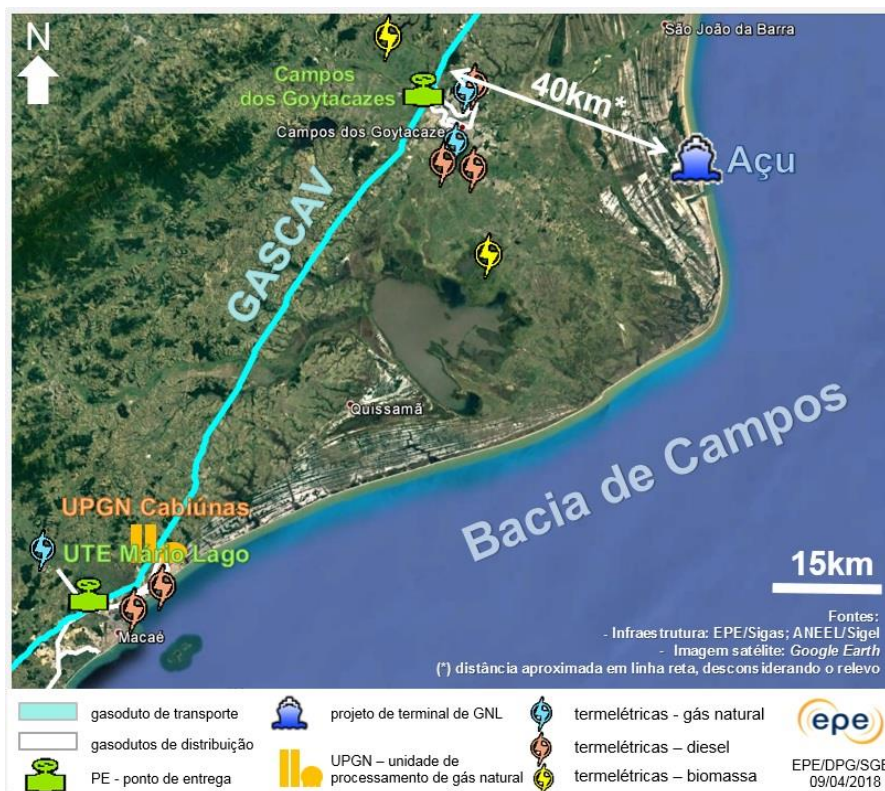 N
São João da Barra
Campos
dos Goytacazes
40km*
Campos dos Goytacaze
Açu
GASCAV
Quissamã
Bacia de Campos
UPGN Cabiúnas
UTE Mário Lago
15km
Macaé
Fontes:
- Infraestrutura: EPE/Sigas; ANEEL/Sigel
- Imagem satélite: Google Earth
(*) distância aproximada em linha reta, desconsiderando o relevo
gasoduto de transporte
gasodutos de distribuição
PE - ponto de entrega
projeto de terminal de GNL
UPGN – unidade de
processamento de gás natural
termelétricas - gás natural
termelétricas – diesel
termelétricas – biomassa
epe
EPE/DPG/SGB
09/04/2018